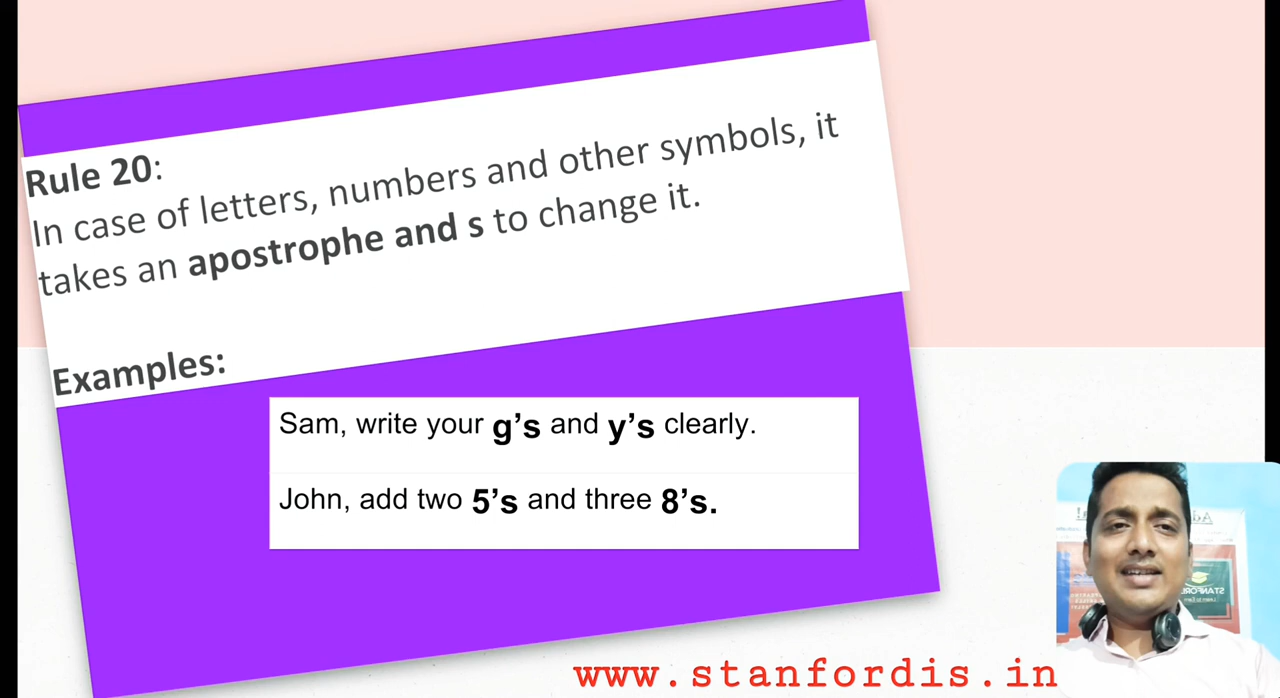 Rule 20:
In case of letters, numbers and other symbols, it
takes an apostrophe and s to change it.
Examples:
Sam, write your g’s and y’s clearly.
John, add two 5’s and three 8’s.
www.stanfordis.in